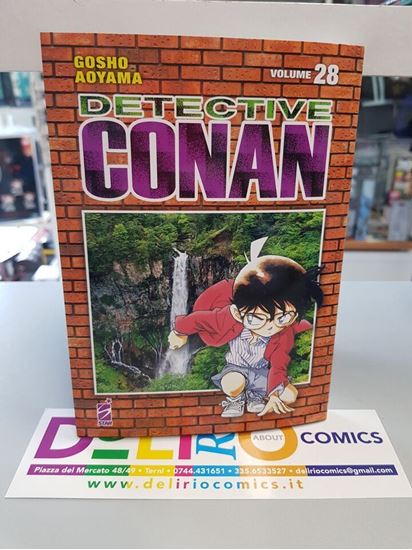 GOSHO
AOYAMA
VOLUME 28
DETECTIVE
CONAN
STAR
DELIRIO ABOUT COMICS
Piazza del Mercato 48/49 • Terni • 0744.431651 • 335.6533527 • deliriocomics@gmail.com
www.deliriocomics.it